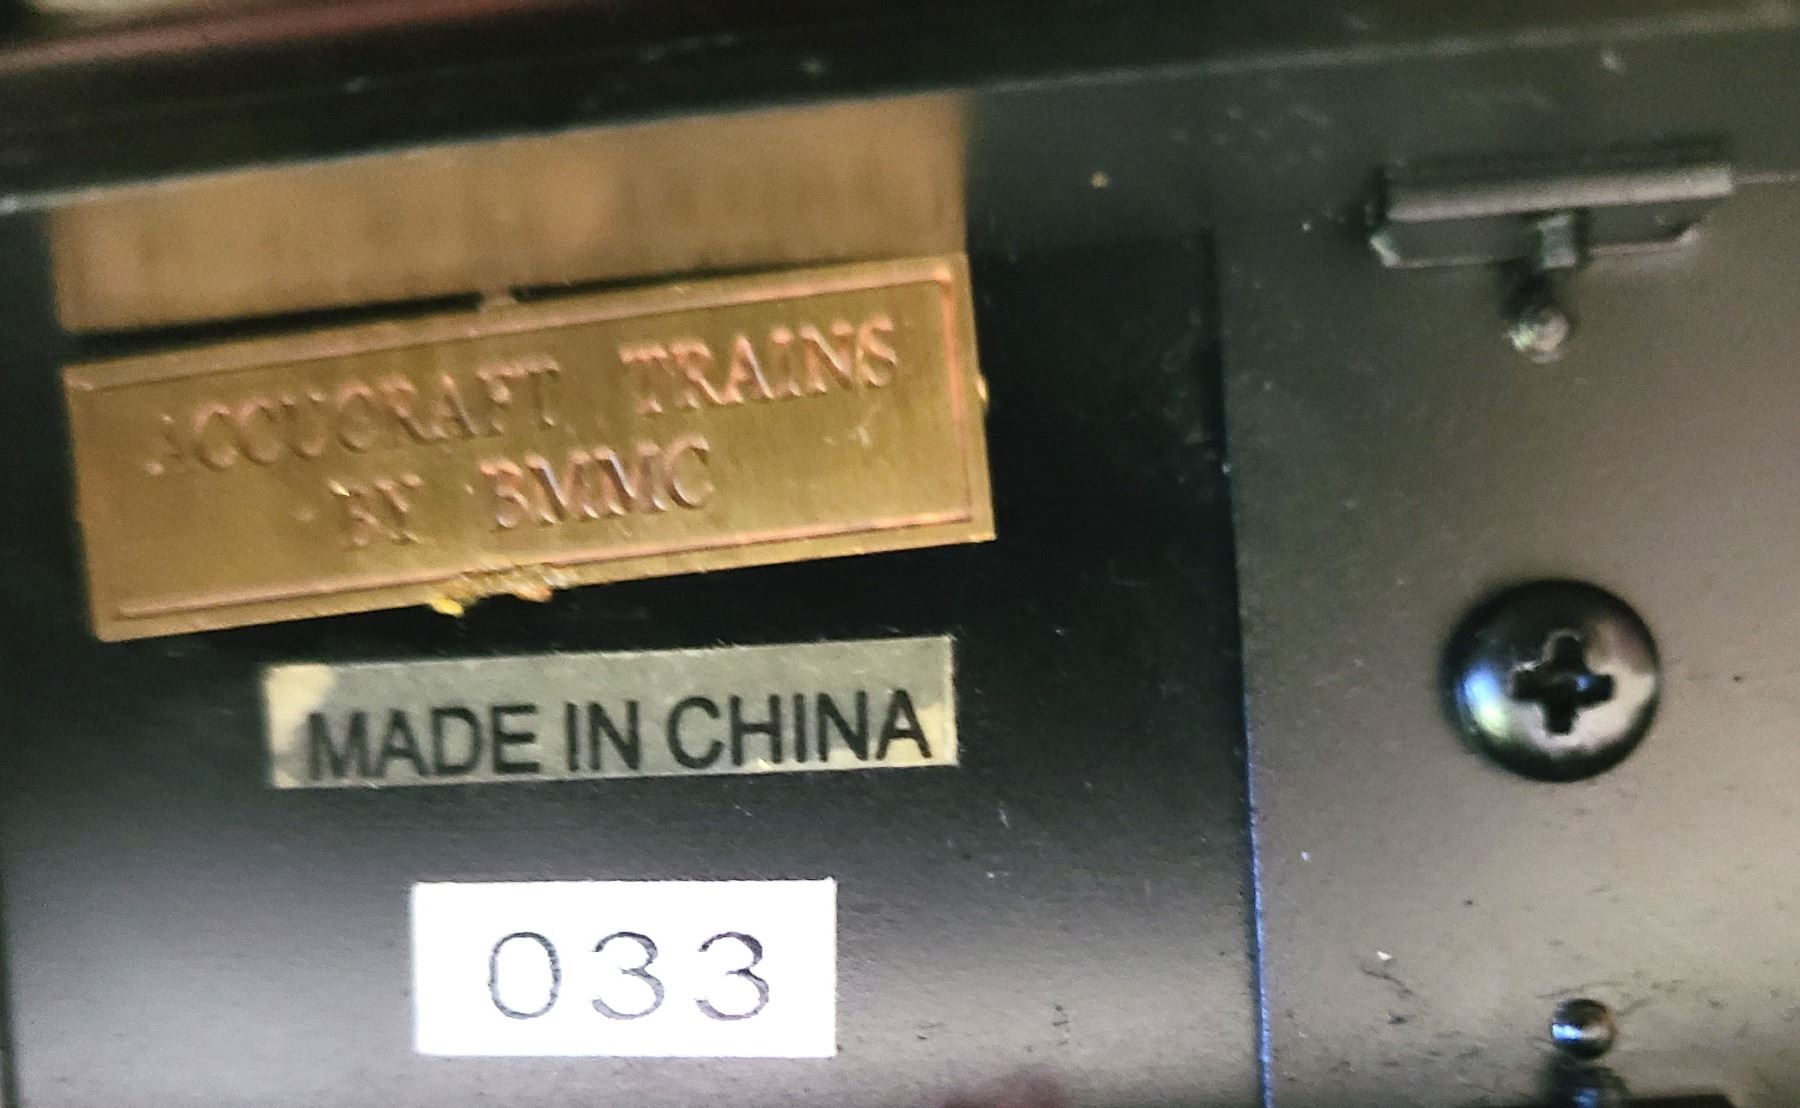 ACCUCRAFT TRAINS
BY BMMC
MADE IN CHINA
033